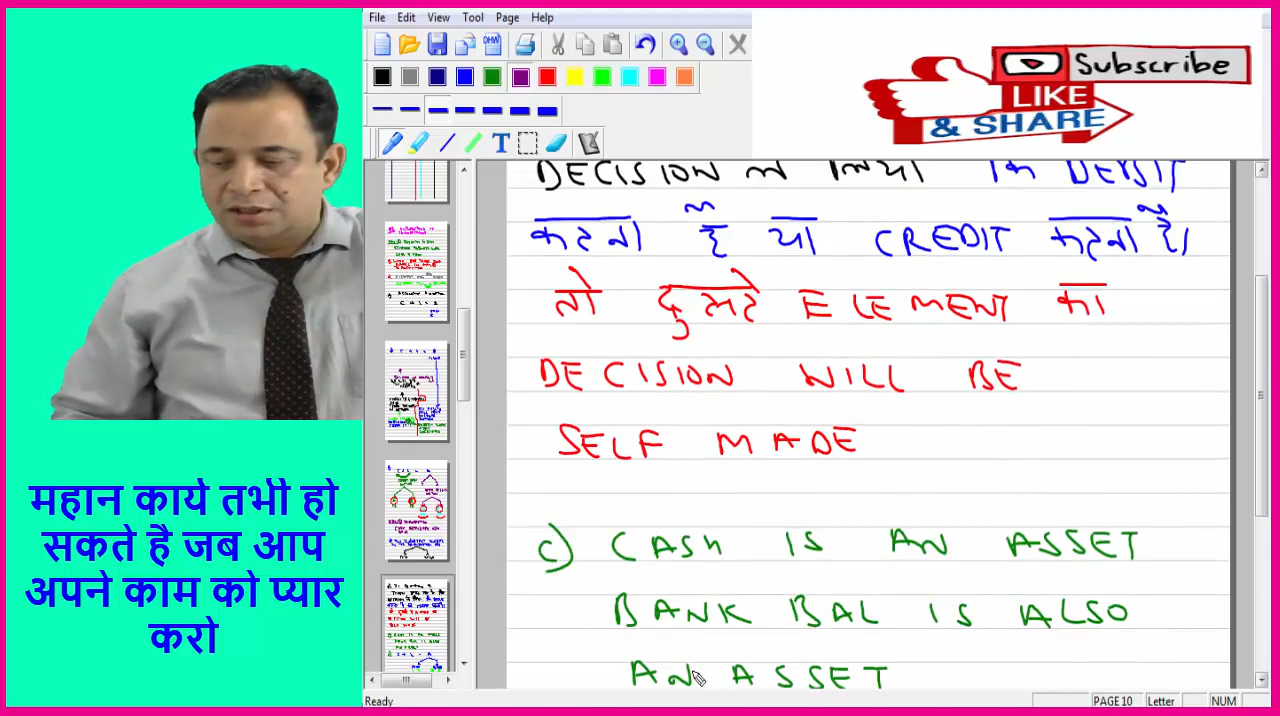 File Edit View Tool Page Help
Subscribe
LIKE
& SHARE
DECISION ले लिया कि DEBIT
करना है या CREDIT करना है।
तो दुसरे ELEMENT का
DECISION WILL BE
SELF MADE
C) CASH IS AN ASSET
BANK BAL IS ALSO
AN ASSET
महान कार्य तभी हो
सकते है जब आप
अपने काम को प्यार
करो
Ready
PAGE 10 Letter NUM